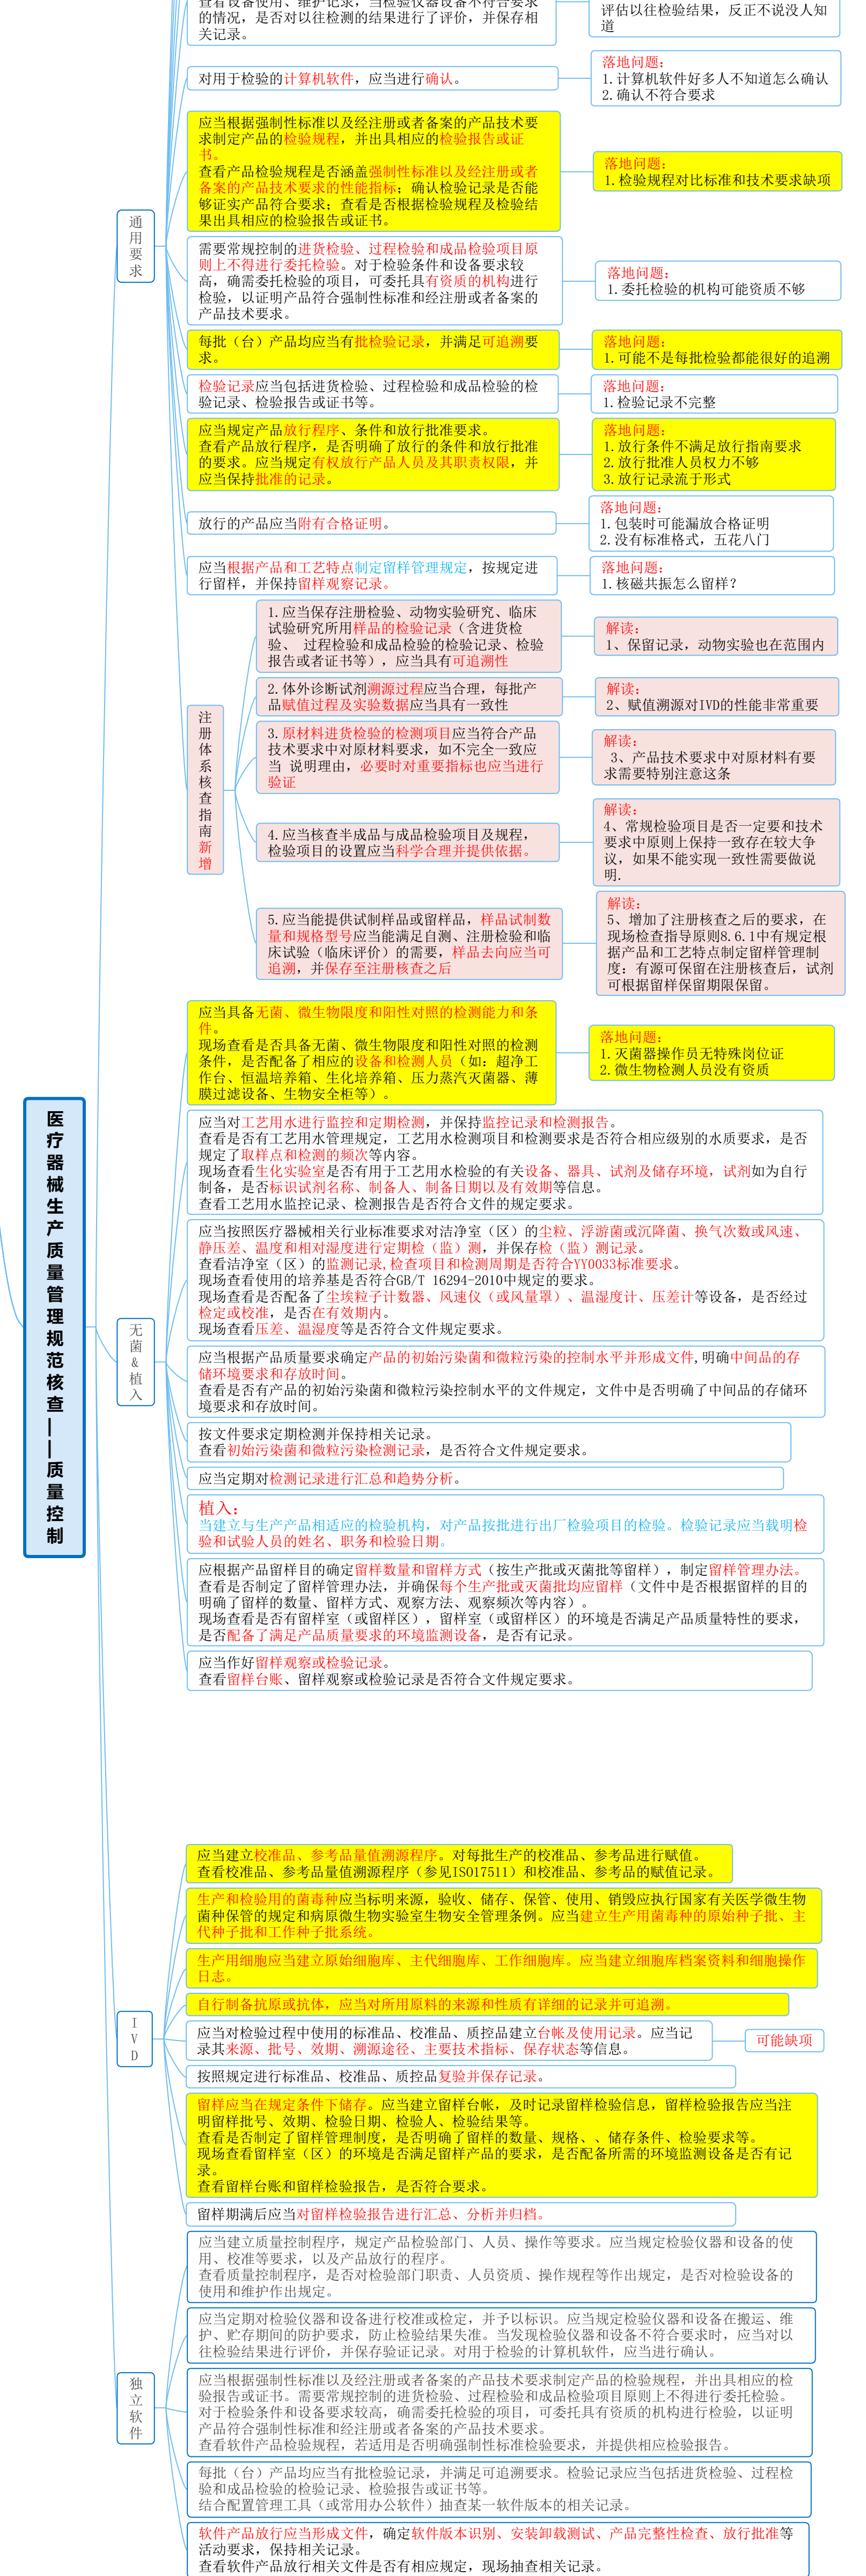 查看设备使用、维护记录，当检验仪器设备不符合要求
的情况，是否对以往检测的结果进行了评价，并保存相
关记录。
评估以往检验结果，反正不说没人知
道
对用于检验的计算机软件，应当进行确认。
落地问题：
1.计算机软件好多人不知道怎么确认
2.确认不符合要求
通用要求
应当根据强制性标准以及经注册或者备案的产品技术要
求制定产品的检验规程，并出具相应的检验报告或证
书。
查看产品检验规程是否涵盖强制性标准以及经注册或者
备案的产品技术要求的性能指标；确认检验记录是否能
够证实产品符合要求；查看是否根据检验规程及检验结
果出具相应的检验报告或证书。
落地问题：
1.检验规程对比标准和技术要求缺项
需要常规控制的进货检验、过程检验和成品检验项目原
则上不得进行委托检验。对于检验条件和设备要求较
高，确需委托检验的项目，可委托具有资质的机构进行
检验，以证明产品符合强制性标准和经注册或者备案的
产品技术要求。
落地问题：
1.委托检验的机构可能资质不够
每批（台）产品均应当有批检验记录，并满足可追溯要
求。
落地问题：
1.可能不是每批检验都能很好的追溯
检验记录应当包括进货检验、过程检验和成品检验的检
验记录、检验报告或证书等。
落地问题：
1.检验记录不完整
应当规定产品放行程序、条件和放行批准要求。
查看产品放行程序，是否明确了放行的条件和放行批准
的要求。应当规定有权放行产品人员及其职责权限，并
应当保持批准的记录。
落地问题：
1.放行条件不满足放行指南要求
2.放行批准人员权力不够
3.放行记录流于形式
放行的产品应当附有合格证明。
落地问题：
1.包装时可能漏放合格证明
2.没有标准格式，五花八门
应当根据产品和工艺特点制定留样管理规定，按规定进
行留样，并保持留样观察记录。
落地问题：
1.核磁共振怎么留样？
注册体系核查指南新增
1.应当保存注册检验、动物实验研究、临床
试验研究所用样品的检验记录（含进货检
验、 过程检验和成品检验的检验记录、检验
报告或者证书等），应当具有可追溯性
解读：
1、保留记录，动物实验也在范围内
2.体外诊断试剂溯源过程应当合理，每批产
品赋值过程及实验数据应当具有一致性
解读：
2、赋值溯源对IVD的性能非常重要
3.原材料进货检验的检测项目应当符合产品
技术要求中对原材料要求，如不完全一致应
当 说明理由，必要时对重要指标也应当进行
验证
解读：
3、产品技术要求中对原材料有要
求需要特别注意这条
4.应当核查半成品与成品检验项目及规程，
检验项目的设置应当科学合理并提供依据。
解读：
4、常规检验项目是否一定要和技术
要求中原则上保持一致存在较大争
议，如果不能实现一致性需要做说
明.
5.应当能提供试制样品或留样品，样品试制数
量和规格型号应当能满足自测、注册检验和临
床试验（临床评价）的需要，样品去向应当可
追溯，并保存至注册核查之后
解读：
5、增加了注册核查之后的要求，在
现场检查指导原则8.6.1中有规定根
据产品和工艺特点制定留样管理制
度：有源可保留在注册核查后，试剂
可根据留样保留期限保留。
医疗器械生产质量管理规范核查——质量控制
无菌&植入
应当具备无菌、微生物限度和阳性对照的检测能力和条
件。
现场查看是否具备无菌、微生物限度和阳性对照的检测
条件，是否配备了相应的设备和检测人员（如：超净工
作台、恒温培养箱、生化培养箱、压力蒸汽灭菌器、薄
膜过滤设备、生物安全柜等）。
落地问题：
1.灭菌器操作员无特殊岗位证
2.微生物检测人员没有资质
应当对工艺用水进行监控和定期检测，并保持监控记录和检测报告。
查看是否有工艺用水管理规定，工艺用水检测项目和检测要求是否符合相应级别的水质要求，是否
规定了取样点和检测的频次等内容。
现场查看生化实验室是否有用于工艺用水检验的有关设备、器具、试剂及储存环境，试剂如为自行
制备，是否标识试剂名称、制备人、制备日期以及有效期等信息。
查看工艺用水监控记录、检测报告是否符合文件的规定要求。
应当按照医疗器械相关行业标准要求对洁净室（区）的尘粒、浮游菌或沉降菌、换气次数或风速、
静压差、温度和相对湿度进行定期检（监）测，并保存检（监）测记录。
查看洁净室（区）的监测记录,检查项目和检测周期是否符合YY0033标准要求。
现场查看使用的培养基是否符合GB/T 16294-2010中规定的要求。
现场查看是否配备了尘埃粒子计数器、风速仪（或风量罩）、温湿度计、压差计等设备，是否经过
检定或校准，是否在有效期内。
现场查看压差、温湿度等是否符合文件规定要求。
应当根据产品质量要求确定产品的初始污染菌和微粒污染的控制水平并形成文件,明确中间品的存
储环境要求和存放时间。
查看是否有产品的初始污染菌和微粒污染控制水平的文件规定，文件中是否明确了中间品的存储环
境要求和存放时间。
按文件要求定期检测并保持相关记录。
查看初始污染菌和微粒污染检测记录，是否符合文件规定要求。
应当定期对检测记录进行汇总和趋势分析。
植入：
当建立与生产产品相适应的检验机构，对产品按批进行出厂检验项目的检验。检验记录应当载明检
验和试验人员的姓名、职务和检验日期。
应根据产品留样目的确定留样数量和留样方式（按生产批或灭菌批等留样），制定留样管理办法。
查看是否制定了留样管理办法，并确保每个生产批或灭菌批均应留样（文件中是否根据留样的目的
明确了留样的数量、留样方式、观察方法、观察频次等内容）。
现场查看是否有留样室（或留样区），留样室（或留样区）的环境是否满足产品质量特性的要求，
是否配备了满足产品质量要求的环境监测设备，是否有记录。
应当作好留样观察或检验记录。
查看留样台账、留样观察或检验记录是否符合文件规定要求。
IVD
应当建立校准品、参考品量值溯源程序。对每批生产的校准品、参考品进行赋值。
查看校准品、参考品量值溯源程序（参见ISO17511）和校准品、参考品的赋值记录。
生产和检验用的菌毒种应当标明来源，验收、储存、保管、使用、销毁应执行国家有关医学微生物
菌种保管的规定和病原微生物实验室生物安全管理条例。应当建立生产用菌毒种的原始种子批、主
代种子批和工作种子批系统。
生产用细胞应当建立原始细胞库、主代细胞库、工作细胞库。应当建立细胞库档案资料和细胞操作
日志。
自行制备抗原或抗体，应当对所用原料的来源和性质有详细的记录并可追溯。
应当对检验过程中使用的标准品、校准品、质控品建立台帐及使用记录。应当记
录其来源、批号、效期、溯源途径、主要技术指标、保存状态等信息。
可能缺项
按照规定进行标准品、校准品、质控品复验并保存记录。
留样应当在规定条件下储存。应当建立留样台帐，及时记录留样检验信息，留样检验报告应当注
明留样批号、效期、检验日期、检验人、检验结果等。
查看是否制定了留样管理制度，是否明确了留样的数量、规格、、储存条件、检验要求等。
现场查看留样室（区）的环境是否满足留样产品的要求，是否配备所需的环境监测设备是否有记
录。
查看留样台账和留样检验报告，是否符合要求。
留样期满后应当对留样检验报告进行汇总、分析并归档。
独立软件
应当建立质量控制程序，规定产品检验部门、人员、操作等要求。应当规定检验仪器和设备的使
用、校准等要求，以及产品放行的程序。
查看质量控制程序，是否对检验部门职责、人员资质、操作规程等作出规定，是否对检验设备的
使用和维护作出规定。
应当定期对检验仪器和设备进行校准或检定，并予以标识。应当规定检验仪器和设备在搬运、维
护、贮存期间的防护要求，防止检验结果失准。当发现检验仪器和设备不符合要求时，应当对以
往检验结果进行评价，并保存验证记录。对用于检验的计算机软件，应当进行确认。
应当根据强制性标准以及经注册或者备案的产品技术要求制定产品的检验规程，并出具相应的检
验报告或证书。需要常规控制的进货检验、过程检验和成品检验项目原则上不得进行委托检验。
对于检验条件和设备要求较高，确需委托检验的项目，可委托具有资质的机构进行检验，以证明
产品符合强制性标准和经注册或者备案的产品技术要求。
查看软件产品检验规程，若适用是否明确强制性标准检验要求，并提供相应检验报告。
每批（台）产品均应当有批检验记录，并满足可追溯要求。检验记录应当包括进货检验、过程检
验和成品检验的检验记录、检验报告或证书等。
结合配置管理工具（或常用办公软件）抽查某一软件版本的相关记录。
软件产品放行应当形成文件，确定软件版本识别、安装卸载测试、产品完整性检查、放行批准等
活动要求，保持相关记录。
查看软件产品放行相关文件是否有相应规定，现场抽查相关记录。